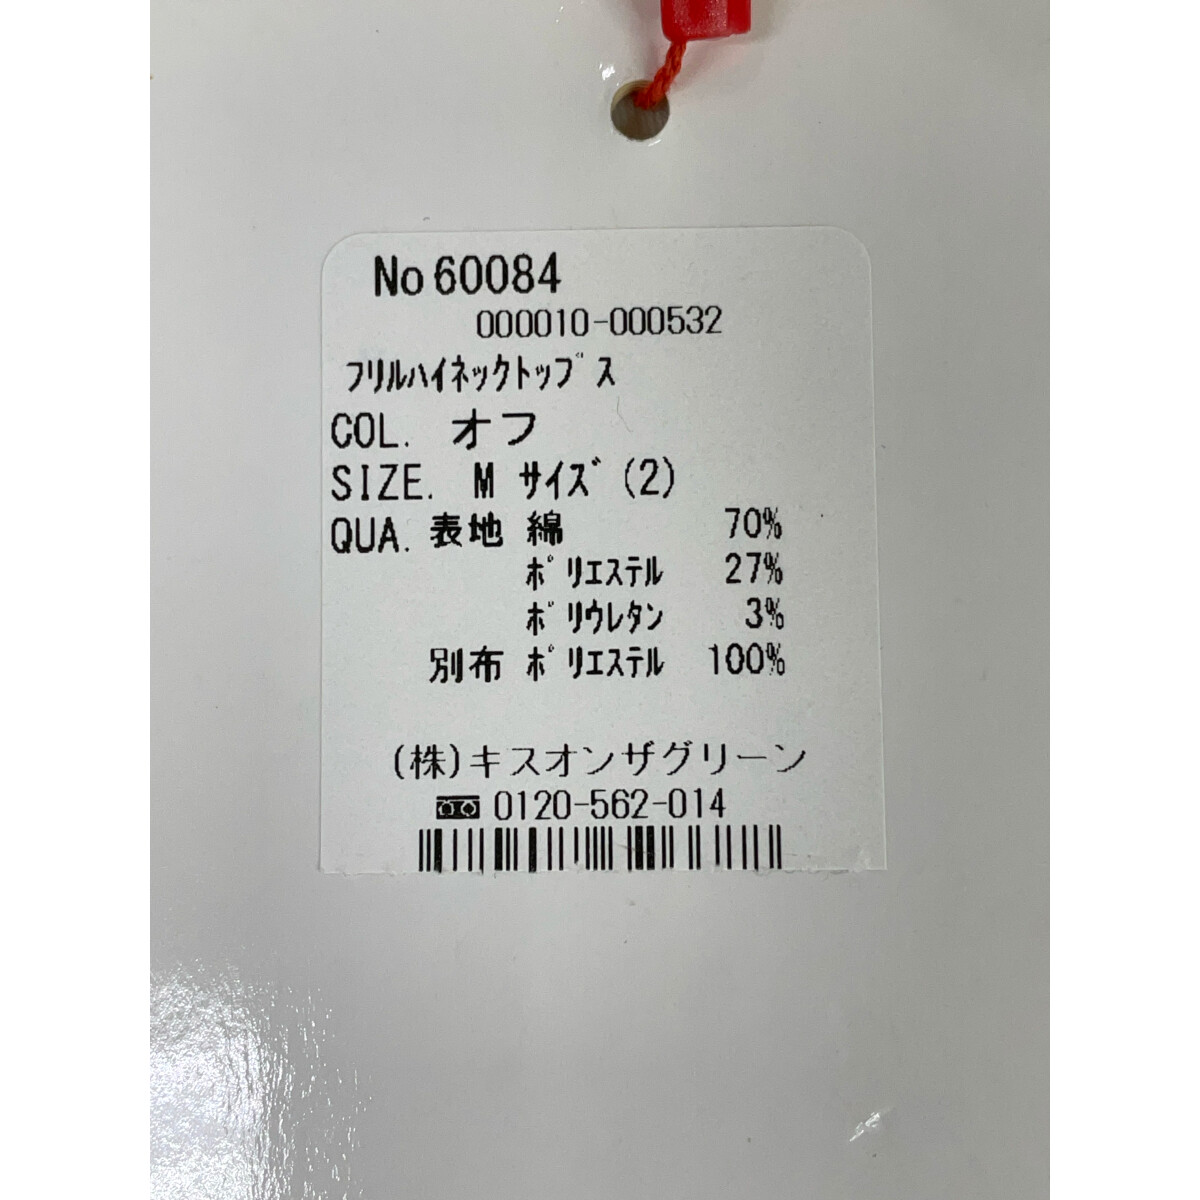 No 60084
000010-000532
フリルハイネックトップス
COL. オフ
SIZE. M サイズ (2)
QUA. 表地 綿 70%
ポリエステル 27%
ポリウレタン 3%
別布 ポリエステル 100%
(株)キスオンザグリーン
0120-562-014